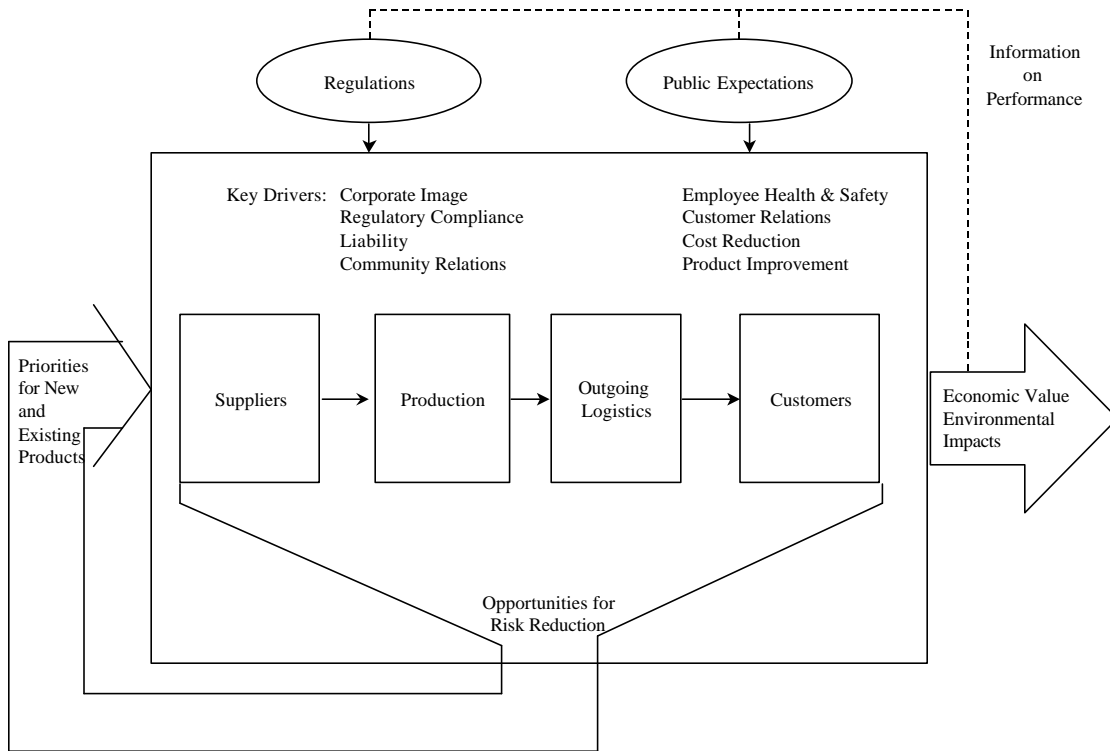 Regulations
Public Expectations
Information
on
Performance
Key Drivers: Corporate Image
Regulatory Compliance
Liability
Community Relations
Employee Health & Safety
Customer Relations
Cost Reduction
Product Improvement
Priorities
for New
and
Existing
Products
Suppliers
Production
Outgoing
Logistics
Customers
Economic Value
Environmental
Impacts
Opportunities for
Risk Reduction